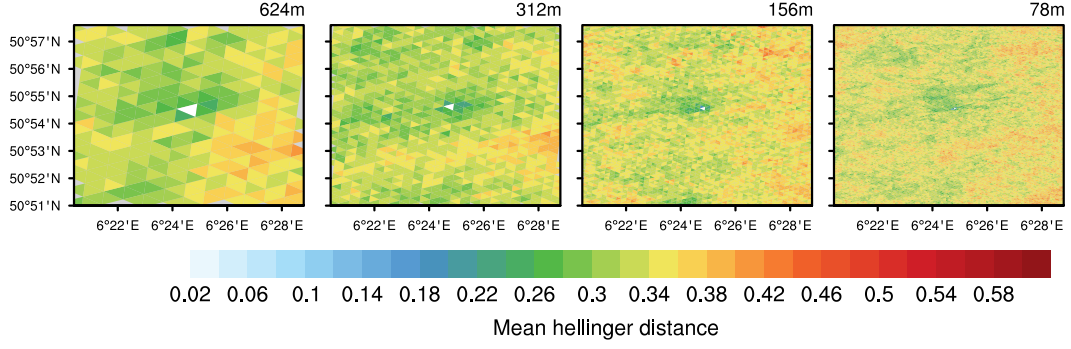 624m 312m 156m 78m
50°57'N
50°56'N
50°55'N
50°54'N
50°53'N
50°52'N
50°51'N
6°22'E 6°24'E 6°26'E 6°28'E 6°22'E 6°24'E 6°26'E 6°28'E 6°22'E 6°24'E 6°26'E 6°28'E 6°22'E 6°24'E 6°26'E 6°28'E
0.02 0.06 0.1 0.14 0.18 0.22 0.26 0.3 0.34 0.38 0.42 0.46 0.5 0.54 0.58
Mean hellinger distance